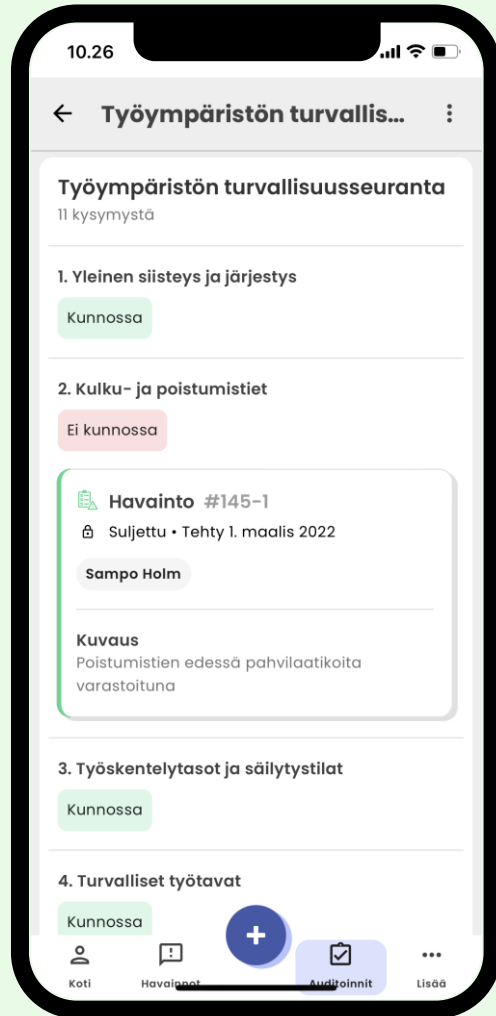 10.26
Työympäristön turvallis...
Työympäristön turvallisuusseuranta
11 kysymystä
1. Yleinen siisteys ja järjestys
Kunnossa
2. Kulku- ja poistumistiet
Ei kunnossa
Havainto #145-1
Suljettu • Tehty 1. maalis 2022
Sampo Holm
Kuvaus
Poistumistien edessä pahvilaatikoita
varastoituna
3. Työskentelytasot ja säilytystilat
Kunnossa
4. Turvalliset työtavat
Kunnossa
Koti Havainnot Auditoinnit Lisää